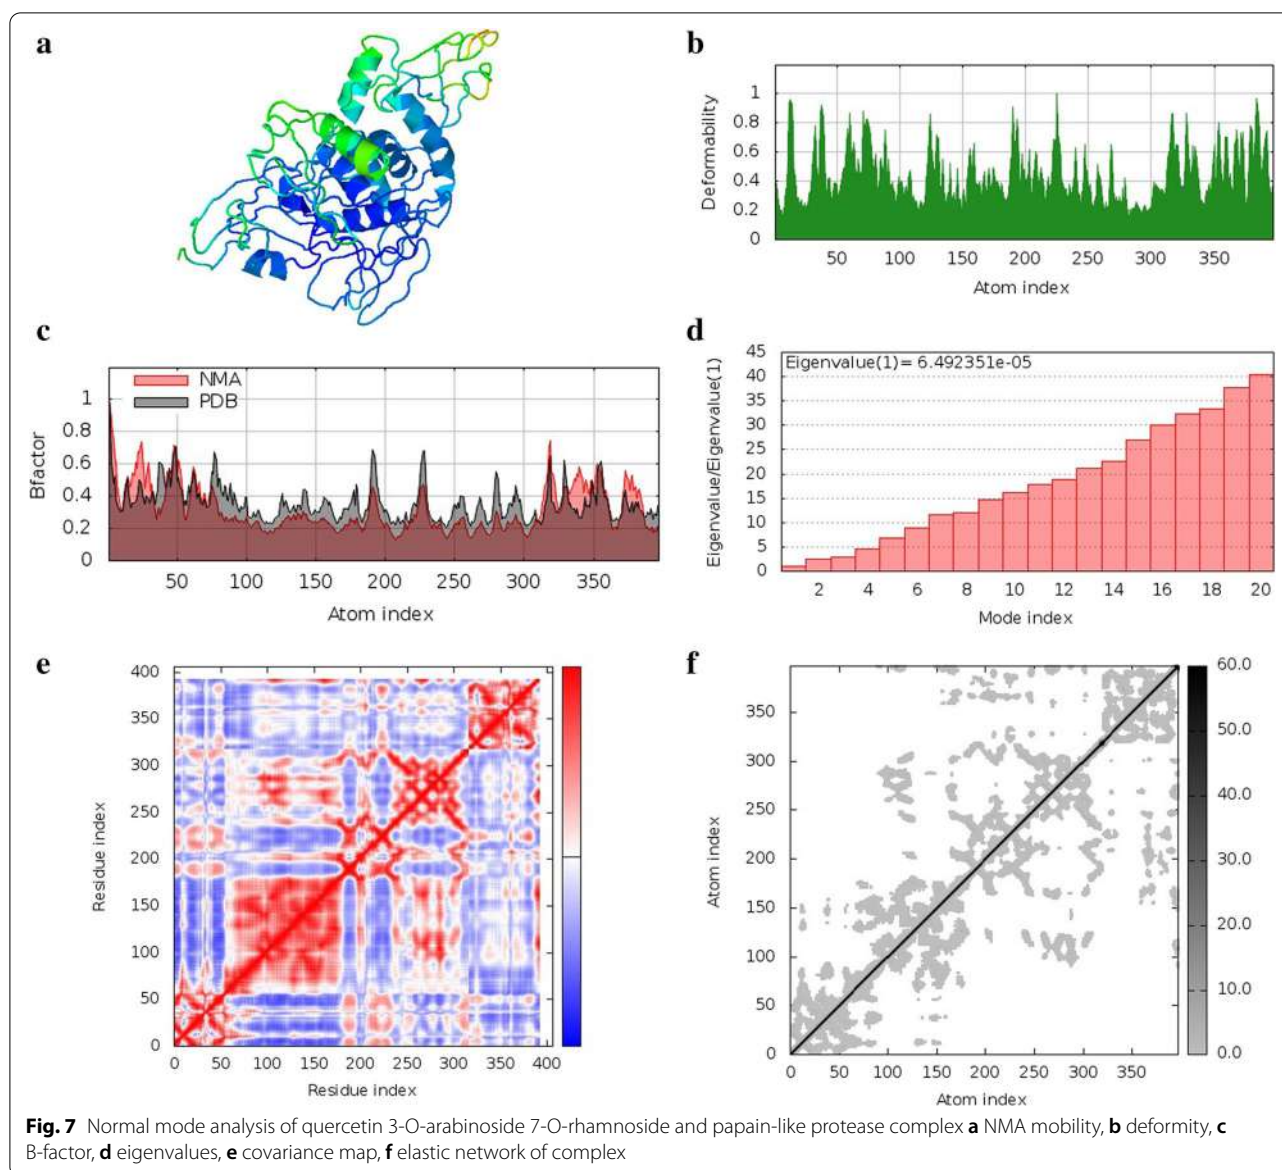 a
b
1
0.8
0.6
0.4
0.2
0
Deformability
50 100 150 200 250 300 350
Atom index
c
NMA
PDB
1
0.8
0.6
0.4
0.2
0
Bfactor
50 100 150 200 250 300 350
Atom index
d
Eigenvalue(1)= 6.492351e-05
45
40
35
30
25
20
15
10
5
0
Eigenvalue/Eigenvalue(1)
2 4 6 8 10 12 14 16 18 20
Mode index
e
400
350
300
250
200
150
100
50
0
Residue index
0 50 100 150 200 250 300 350 400
Residue index
f
350
300
250
200
150
100
50
0
Atom index
0 50 100 150 200 250 300 350
Atom index
60.0
50.0
40.0
30.0
20.0
10.0
0.0
Fig. 7 Normal mode analysis of quercetin 3-O-arabinoside 7-O-rhamnoside and papain-like protease complex a NMA mobility, b deformity, c
B-factor, d eigenvalues, e covariance map, f elastic network of complex